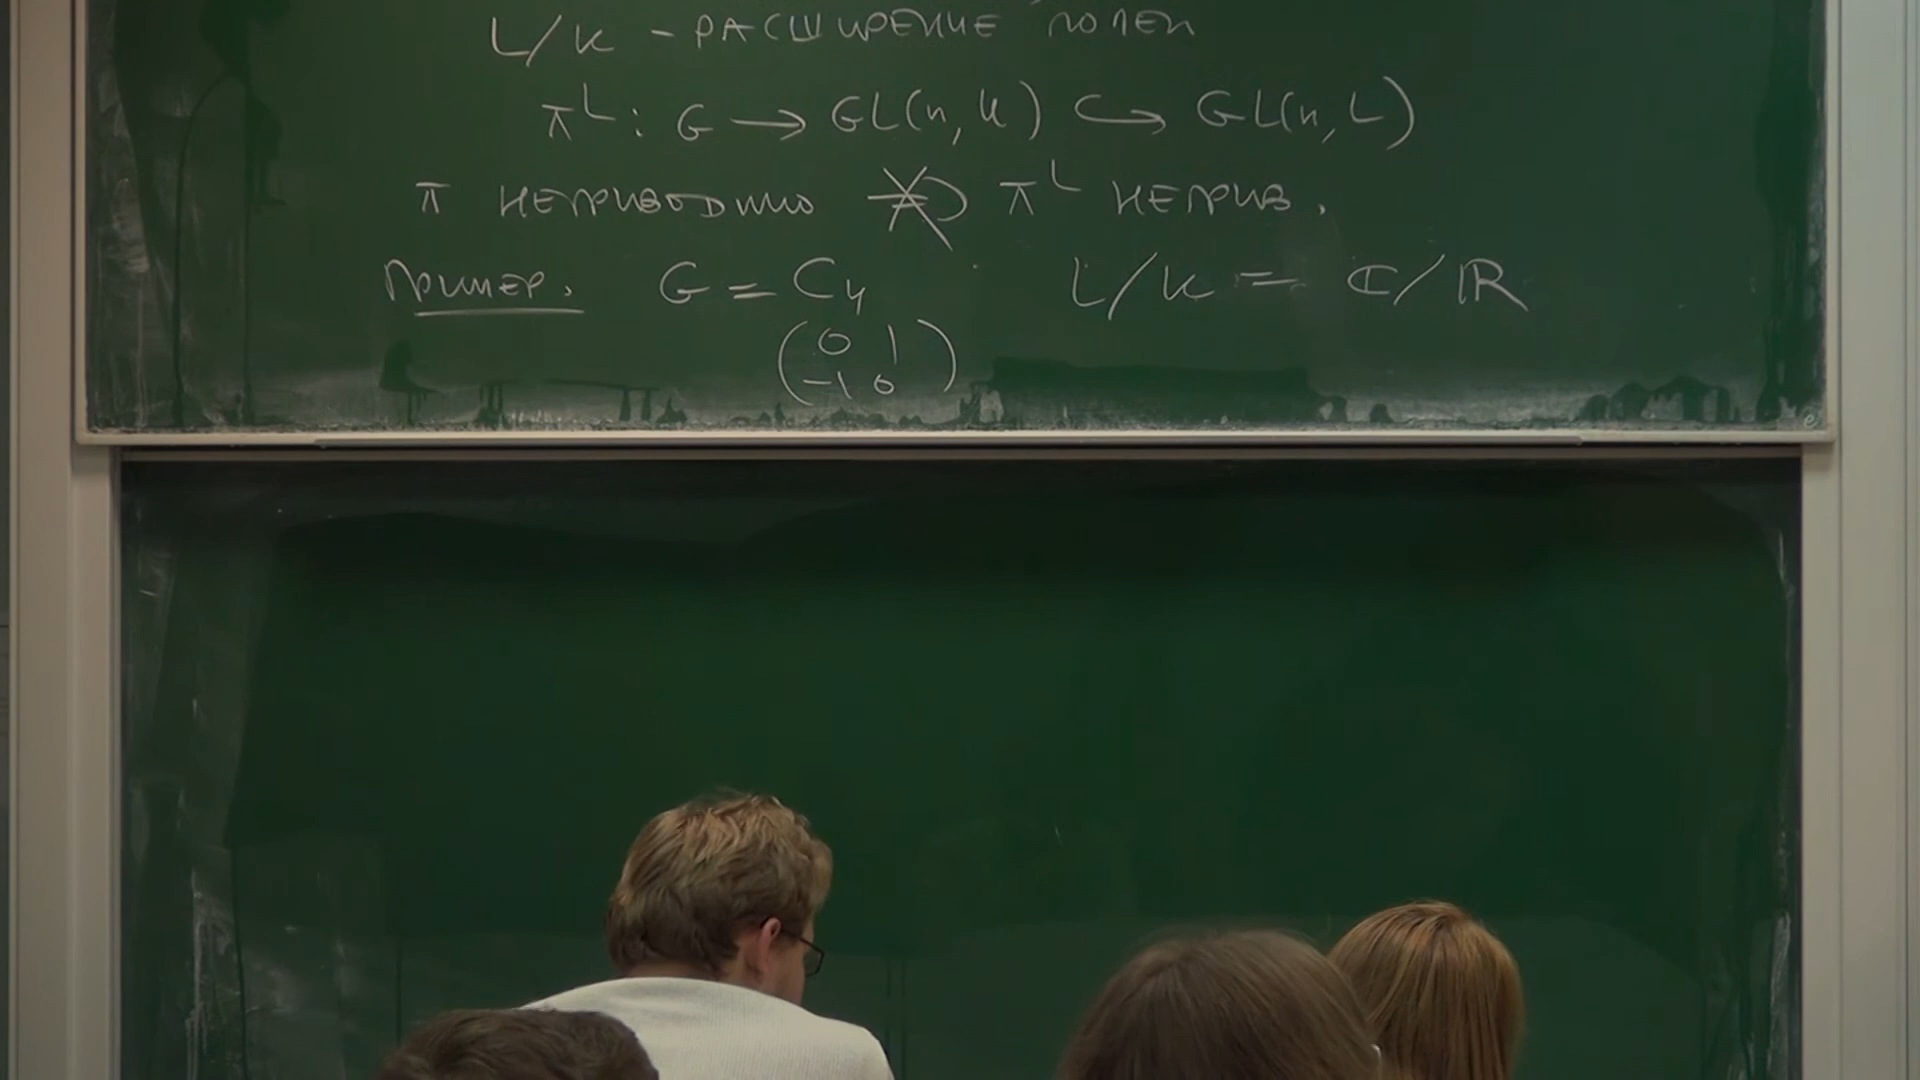 L/K - РАСШИРЕНИЕ ПОЛЕЙ
π^L : G → GL(n, K) ↪ GL(n, L)
π НЕПРИВОДИМО ⇏ π^L НЕПРИВ.
ПРИМЕР. G = C₄ L/K = ℂ/ℝ
(0 1
-1 0)